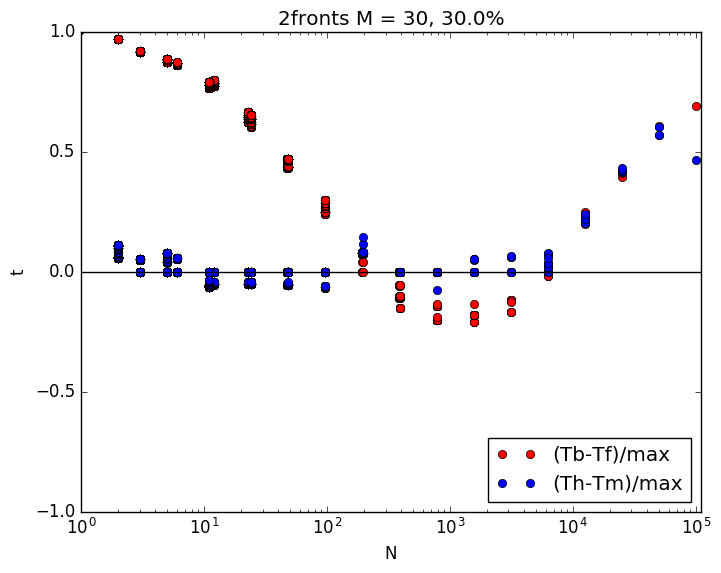 2fronts M = 30, 30.0%
1.0
0.5
0.0
−0.5
−1.0
t
10^0 10^1 10^2 10^3 10^4 10^5
N
(Tb-Tf)/max
(Th-Tm)/max